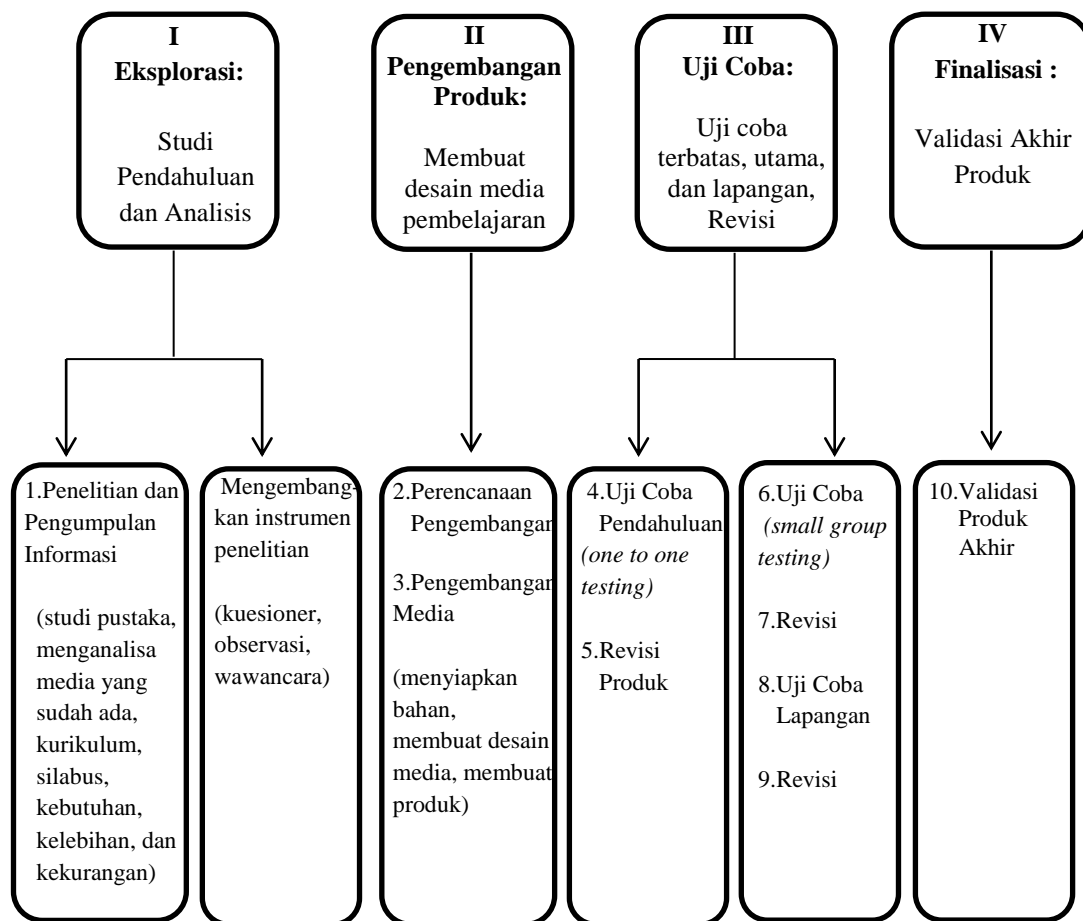 I
Eksplorasi:
Studi
Pendahuluan
dan Analisis
II
Pengembangan
Produk:
Membuat
desain media
pembelajaran
III
Uji Coba:
Uji coba
terbatas, utama,
dan lapangan,
Revisi
IV
Finalisasi :
Validasi Akhir
Produk
1.Penelitian dan
Pengumpulan
Informasi
(studi pustaka,
menganalisa
media yang
sudah ada,
kurikulum,
silabus,
kebutuhan,
kelebihan, dan
kekurangan)
Mengembang-
kan instrumen
penelitian
(kuesioner,
observasi,
wawancara)
2.Perencanaan
Pengembangan
3.Pengembangan
Media
(menyiapkan
bahan,
membuat desain
media, membuat
produk)
4.Uji Coba
Pendahuluan
(one to one
testing)
5.Revisi
Produk
6.Uji Coba
(small group
testing)
7.Revisi
8.Uji Coba
Lapangan
9.Revisi
10.Validasi
Produk
Akhir